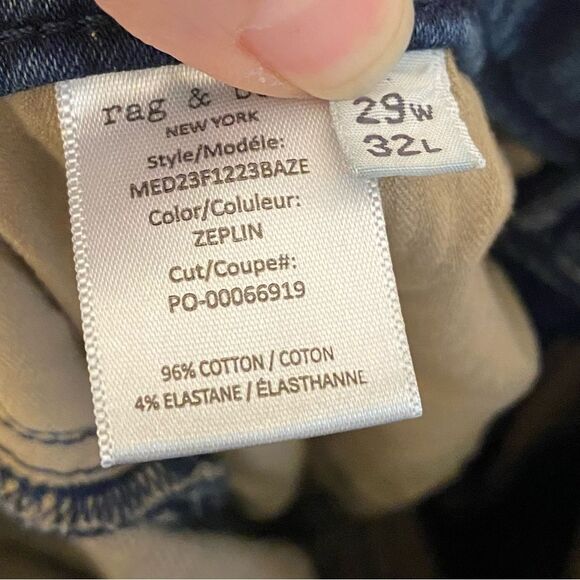 rag &
NEW YORK
Style/Modéle:
MED23F1223BAZE
Color/Coluleur:
ZEPLIN
Cut/Coupe#:
PO-00066919
96% COTTON / COTON
4% ELASTANE / ÉLASTHANNE
29W
32L